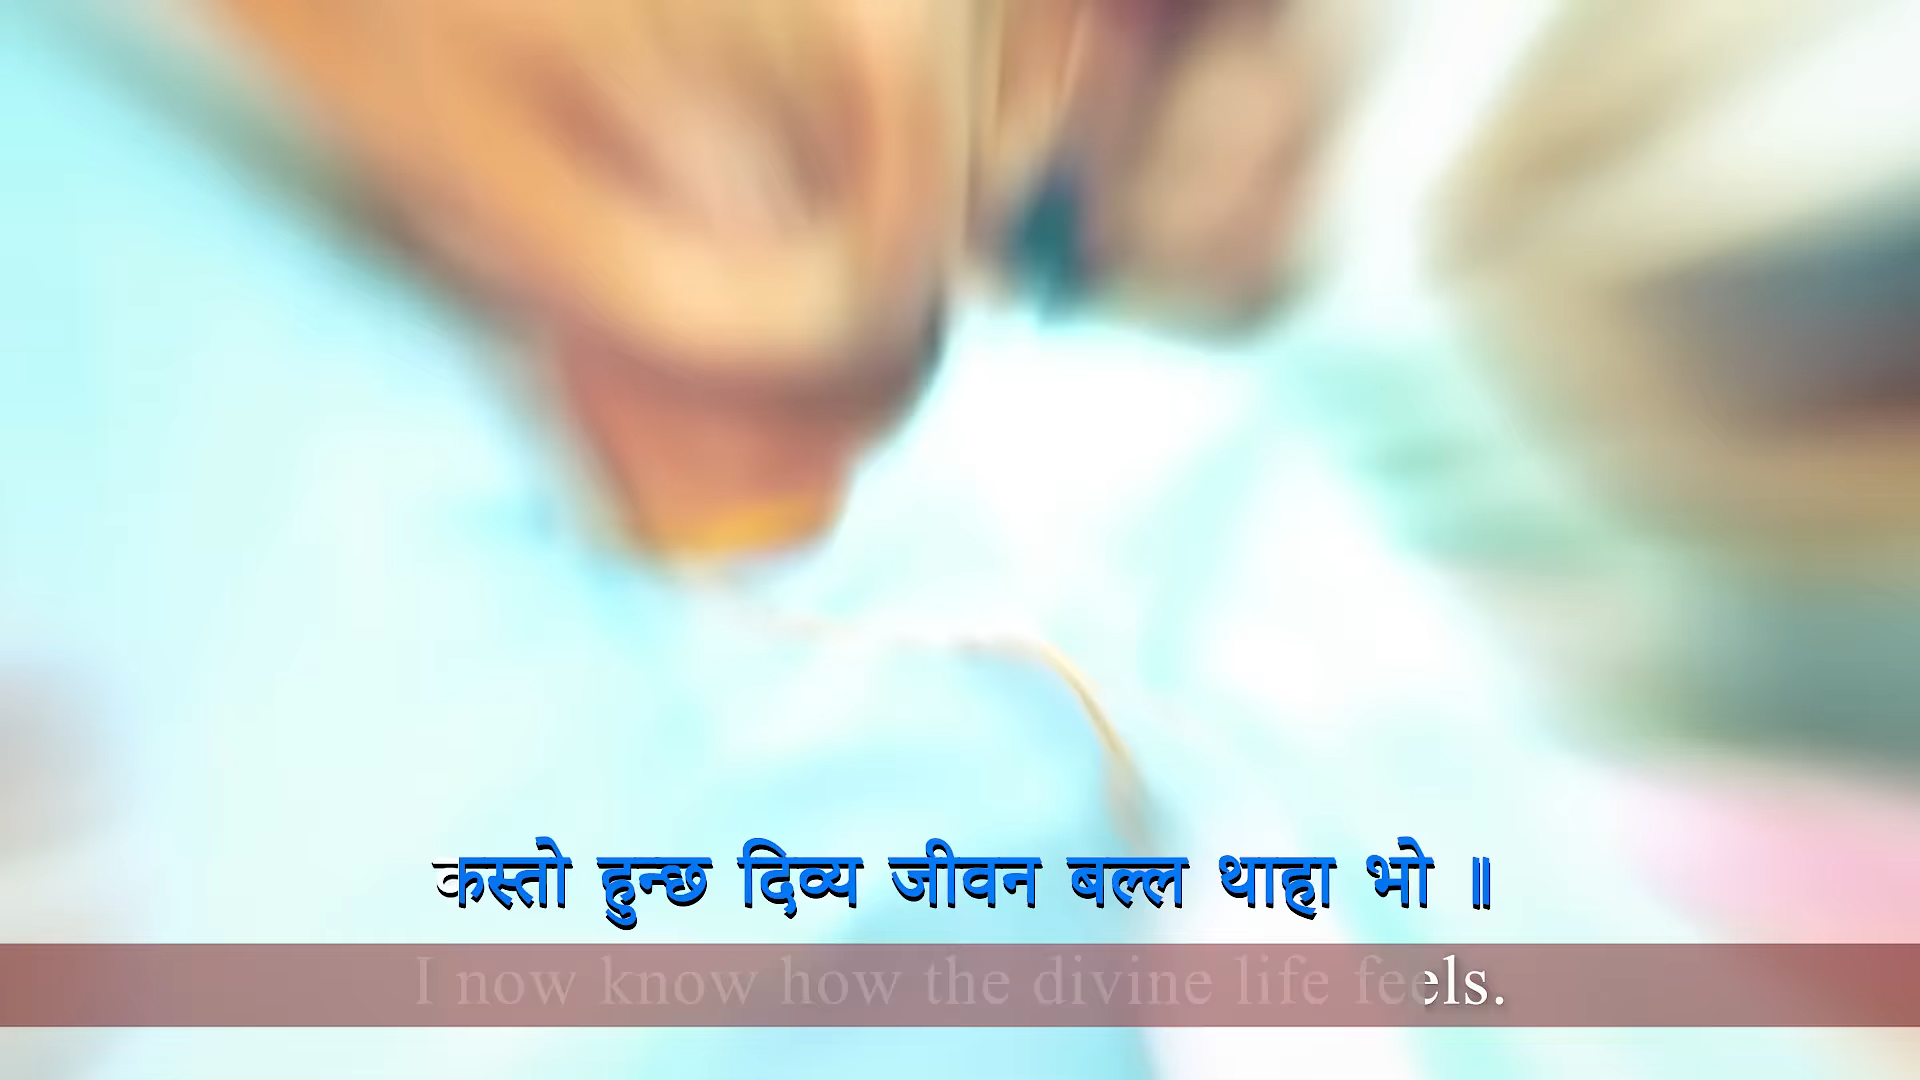 कस्तो हुन्छ दिव्य जीवन बल्ल थाहा भो ॥
I now know how the divine life feels.